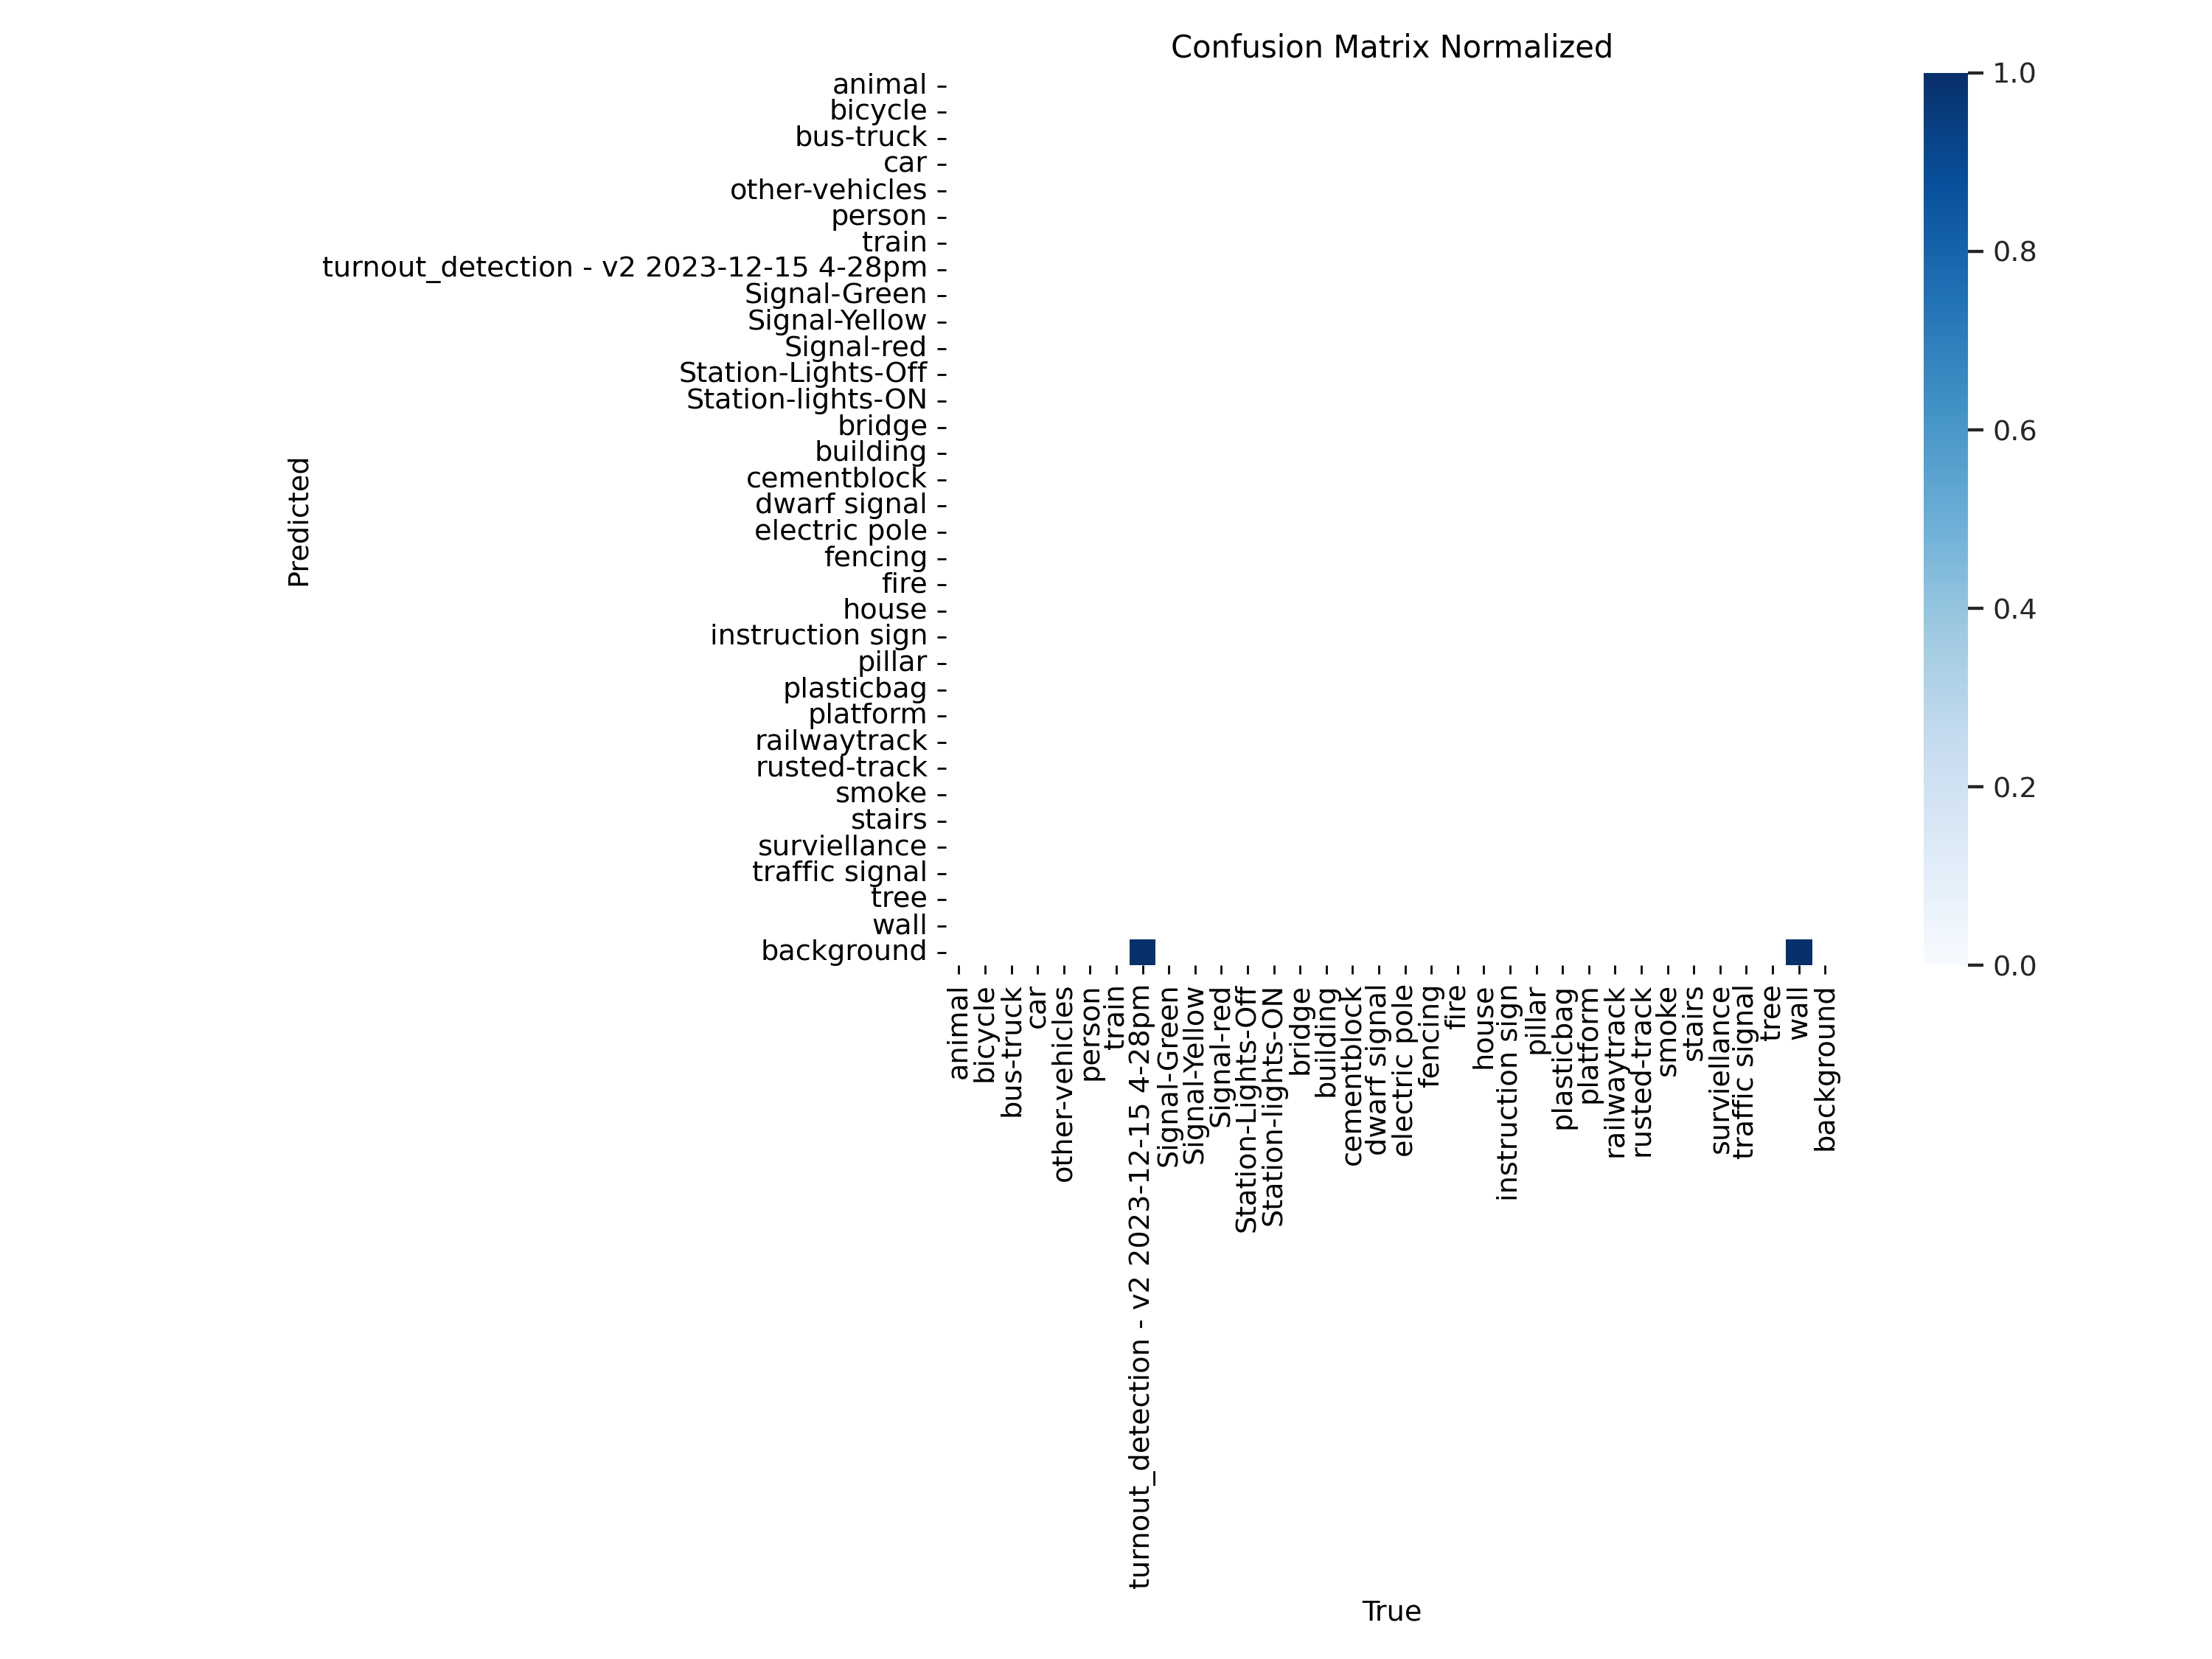 Confusion Matrix Normalized
animal
bicycle
bus-truck
car
other-vehicles
person
train
turnout_detection - v2 2023-12-15 4-28pm
Signal-Green
Signal-Yellow
Signal-red
Station-Lights-Off
Station-lights-ON
bridge
building
cementblock
dwarf signal
electric pole
fencing
fire
house
instruction sign
pillar
plasticbag
platform
railwaytrack
rusted-track
smoke
stairs
surviellance
traffic signal
tree
wall
background
Predicted
animal
bicycle
bus-truck
car
other-vehicles
person
train
turnout_detection - v2 2023-12-15 4-28pm
Signal-Green
Signal-Yellow
Signal-red
Station-Lights-Off
Station-lights-ON
bridge
building
cementblock
dwarf signal
electric pole
fencing
fire
house
instruction sign
pillar
plasticbag
platform
railwaytrack
rusted-track
smoke
stairs
surviellance
traffic signal
tree
wall
background
True
1.0
0.8
0.6
0.4
0.2
0.0